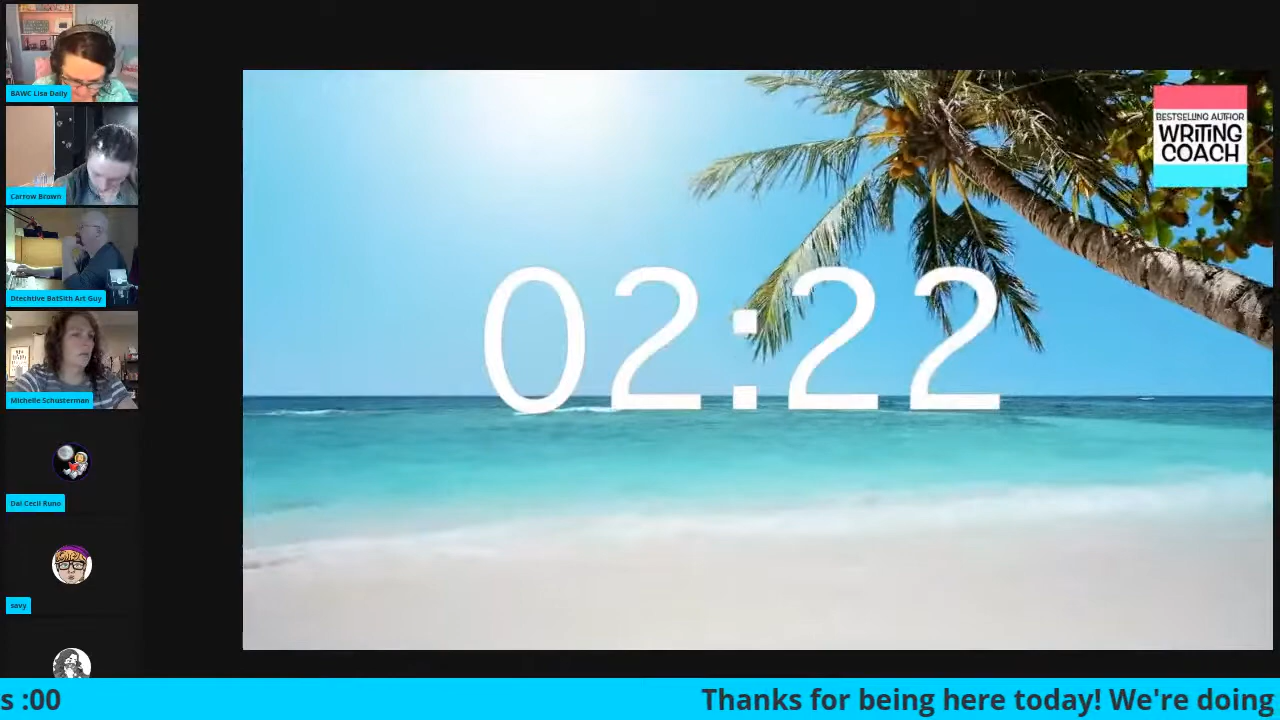 BAWC Lisa Daily
Carrow Brown
Dtechtive BatSith Art Guy
Michelle Schusterman
Dal Cecil Runo
savy
02:22
BESTSELLING AUTHOR
WRiTiNG
COACH
s :00
Thanks for being here today! We're doing